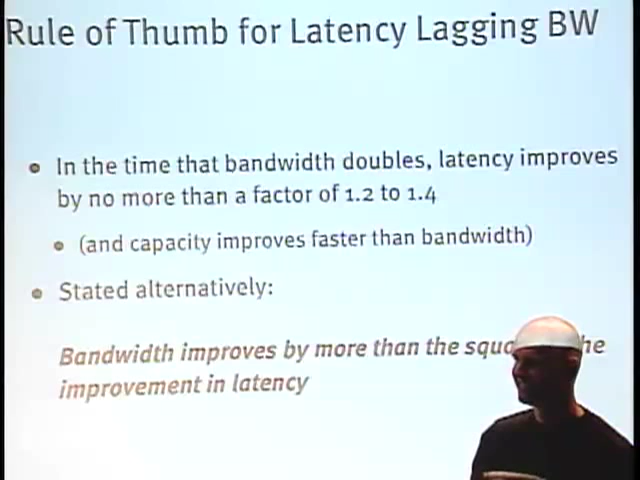 Rule of Thumb for Latency Lagging BW
In the time that bandwidth doubles, latency improves
by no more than a factor of 1.2 to 1.4
(and capacity improves faster than bandwidth)
Stated alternatively:
Bandwidth improves by more than the
improvement in latency